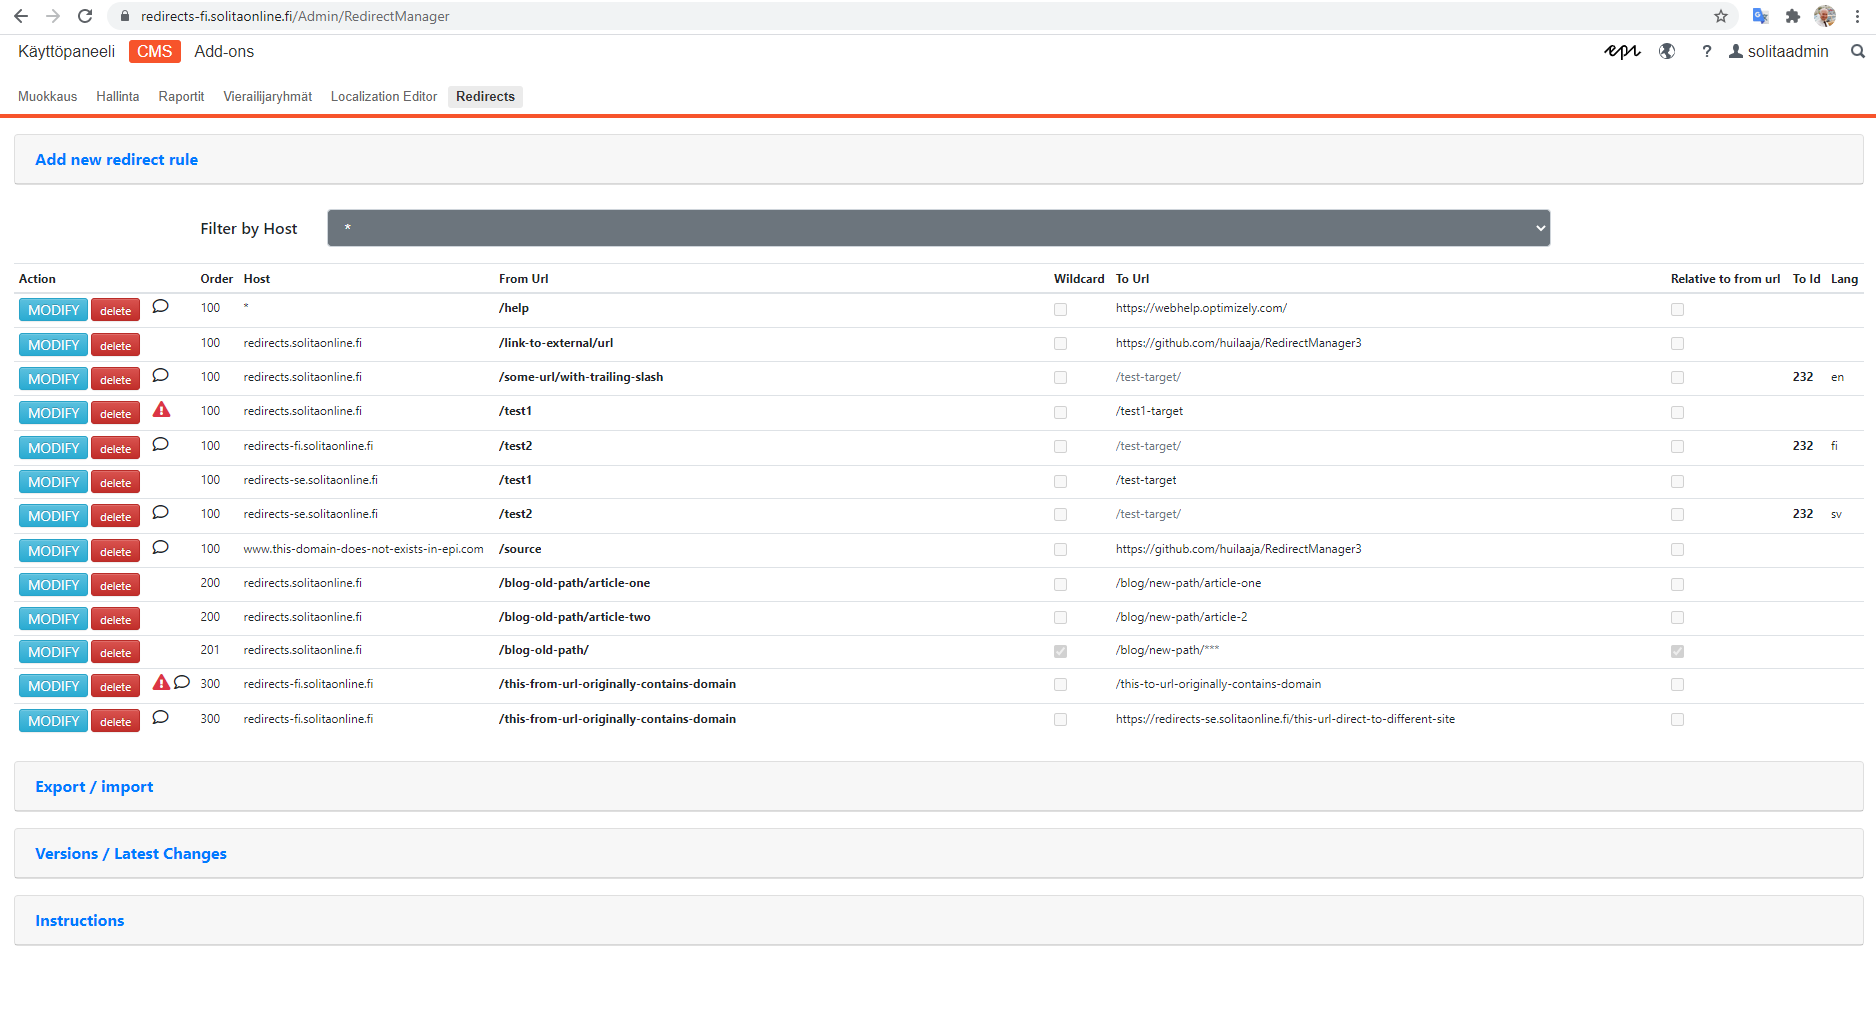 redirects-fi.solitaonline.fi/Admin/RedirectManager
Käyttöpaneeli CMS Add-ons epi ? solitaadmin
Muokkaus Hallinta Raportit Vierailijaryhmät Localization Editor Redirects
Add new redirect rule
Filter by Host *
Action Order Host From Url Wildcard To Url Relative to from url To Id Lang
MODIFY delete 100 * /help https://webhelp.optimizely.com/
MODIFY delete 100 redirects.solitaonline.fi /link-to-external/url https://github.com/huilaaja/RedirectManager3
MODIFY delete 100 redirects.solitaonline.fi /some-url/with-trailing-slash /test-target/ 232 en
MODIFY delete 100 redirects.solitaonline.fi /test1 /test1-target
MODIFY delete 100 redirects-fi.solitaonline.fi /test2 /test-target/ 232 fi
MODIFY delete 100 redirects-se.solitaonline.fi /test1 /test-target
MODIFY delete 100 redirects-se.solitaonline.fi /test2 /test-target/ 232 sv
MODIFY delete 100 www.this-domain-does-not-exists-in-epi.com /source https://github.com/huilaaja/RedirectManager3
MODIFY delete 200 redirects.solitaonline.fi /blog-old-path/article-one /blog/new-path/article-one
MODIFY delete 200 redirects.solitaonline.fi /blog-old-path/article-two /blog/new-path/article-2
MODIFY delete 201 redirects.solitaonline.fi /blog-old-path/ /blog/new-path/***
MODIFY delete 300 redirects-fi.solitaonline.fi /this-from-url-originally-contains-domain /this-to-url-originally-contains-domain
MODIFY delete 300 redirects-fi.solitaonline.fi /this-from-url-originally-contains-domain https://redirects-se.solitaonline.fi/this-url-direct-to-different-site
Export / import
Versions / Latest Changes
Instructions